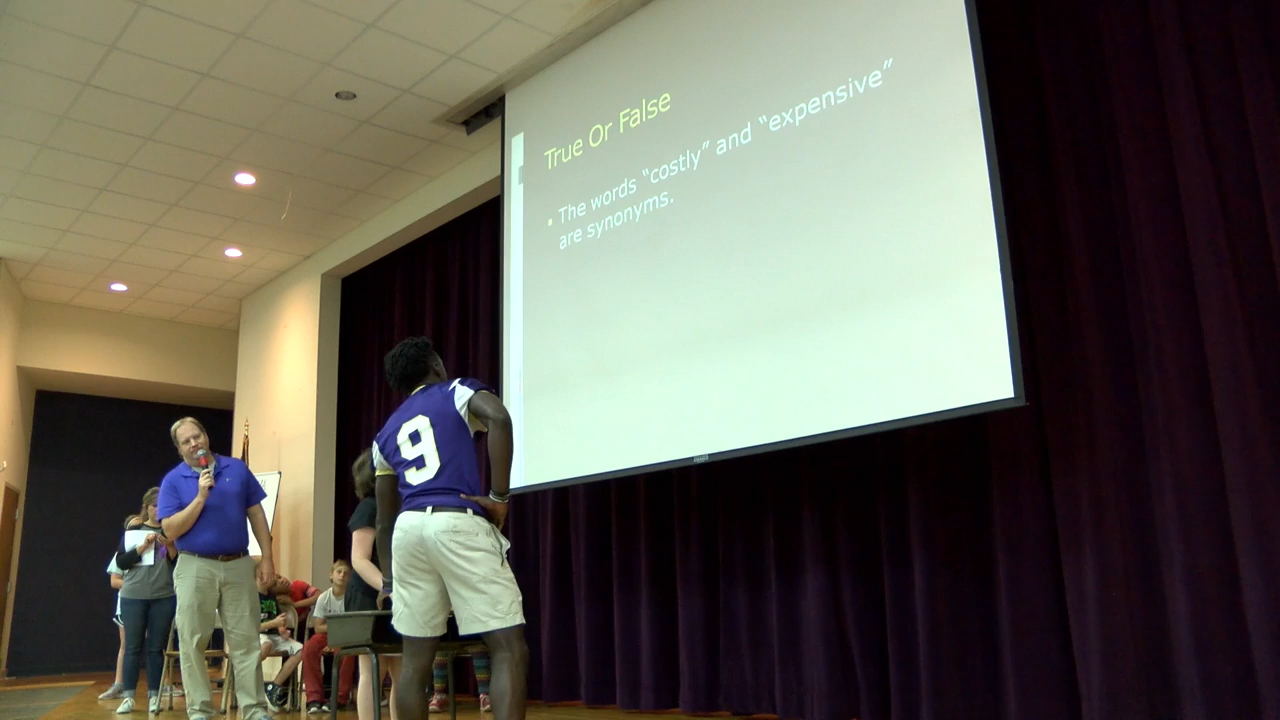 True Or False
▪ The words “costly” and “expensive”
are synonyms.
9